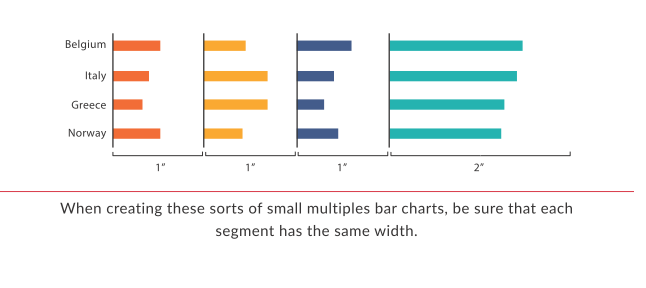 Belgium
Italy
Greece
Norway
1” 1” 1” 2”
When creating these sorts of small multiples bar charts, be sure that each
segment has the same width.